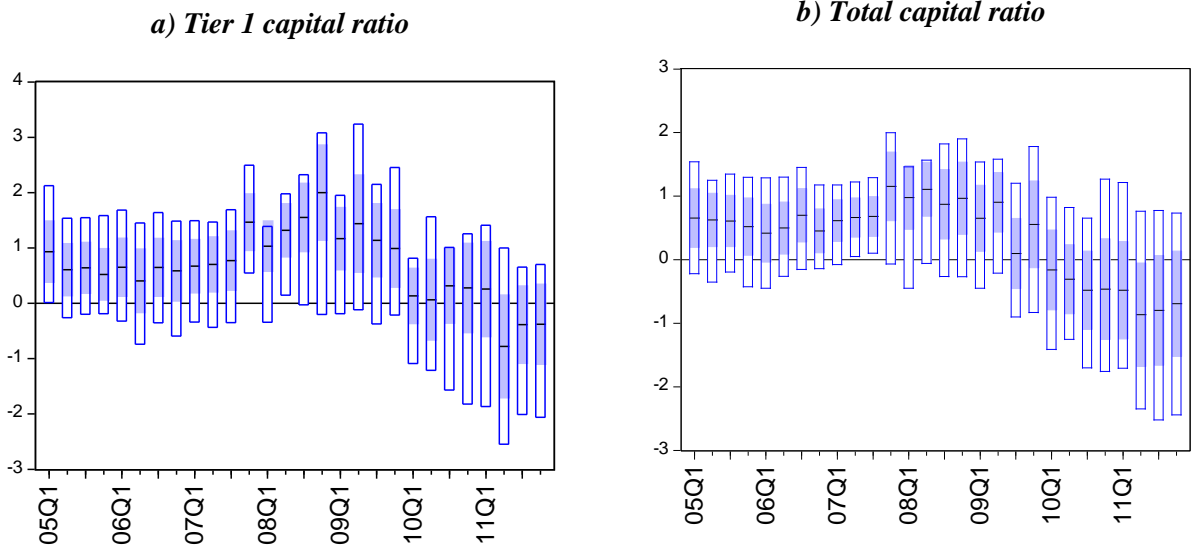 a) Tier 1 capital ratio
4
3
2
1
0
-1
-2
-3
05Q1
06Q1
07Q1
08Q1
09Q1
10Q1
11Q1
b) Total capital ratio
3
2
1
0
-1
-2
-3
05Q1
06Q1
07Q1
08Q1
09Q1
10Q1
11Q1